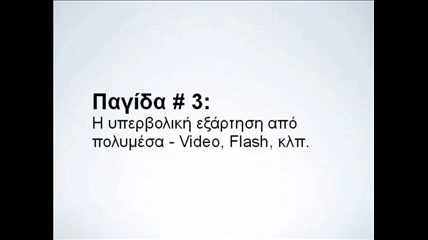 Παγίδα # 3:
Η υπερβολική εξάρτηση από
πολυμέσα - Video, Flash, κλπ.